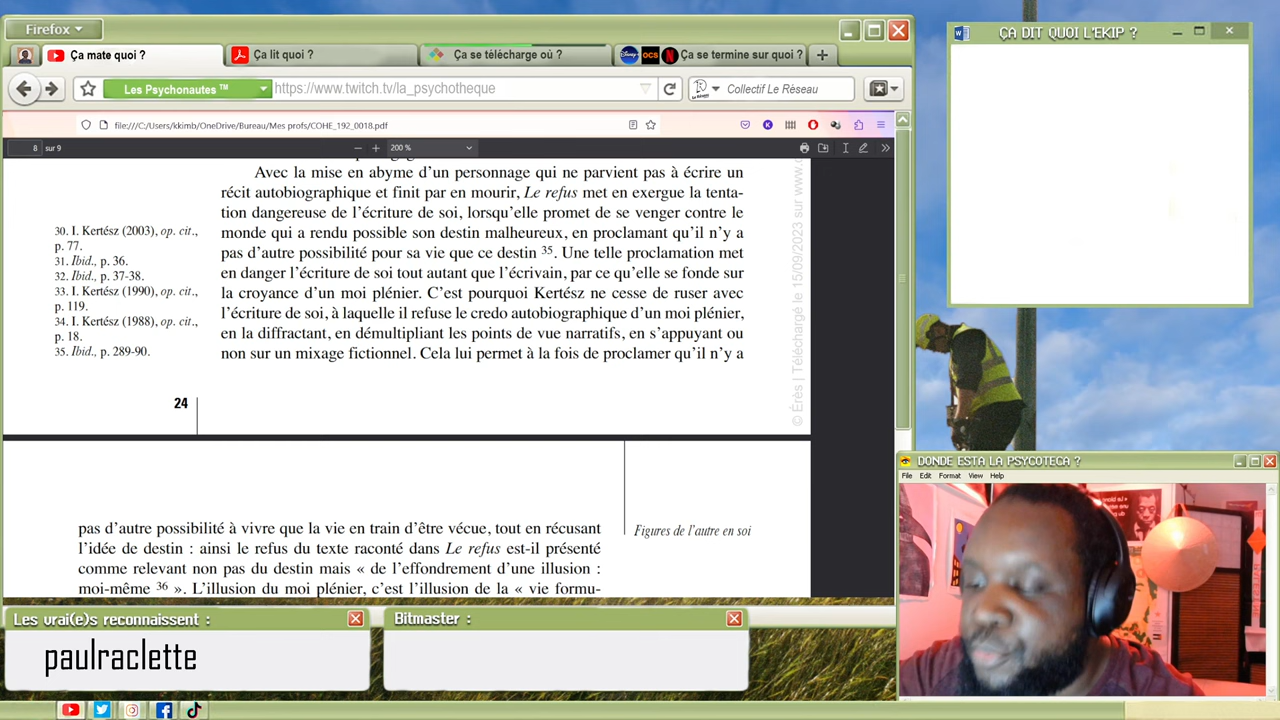 Firefox
Ça mate quoi ?
Ça lit quoi ?
Ça se télécharge où ?
Disney+
OCS
N
Ça se termine sur quoi ?
Les Psychonautes ™
https://www.twitch.tv/la_psychotheque
Collectif Le Réseau
file:///C:/Users/kkimb/OneDrive/Bureau/Mes profs/COHE_192_0018.pdf
8 sur 9
200 %
Avec la mise en abyme d’un personnage qui ne parvient pas à écrire un
récit autobiographique et finit par en mourir, Le refus met en exergue la tenta-
tion dangereuse de l’écriture de soi, lorsqu’elle promet de se venger contre le
monde qui a rendu possible son destin malheureux, en proclamant qu’il n’y a
pas d’autre possibilité pour sa vie que ce destin 35. Une telle proclamation met
en danger l’écriture de soi tout autant que l’écrivain, par ce qu’elle se fonde sur
la croyance d’un moi plénier. C’est pourquoi Kertész ne cesse de ruser avec
l’écriture de soi, à laquelle il refuse le credo autobiographique d’un moi plénier,
en la diffractant, en démultipliant les points de vue narratifs, en s’appuyant ou
non sur un mixage fictionnel. Cela lui permet à la fois de proclamer qu’il n’y a
30. I. Kertész (2003), op. cit.,
p. 77.
31. Ibid., p. 36.
32. Ibid., p. 37-38.
33. I. Kertész (1990), op. cit.,
p. 119.
34. I. Kertész (1988), op. cit.,
p. 18.
35. Ibid., p. 289-90.
24
© Érès | Téléchargé le 15/09/2023 sur www.
pas d’autre possibilité à vivre que la vie en train d’être vécue, tout en récusant
l’idée de destin : ainsi le refus du texte raconté dans Le refus est-il présenté
comme relevant non pas du destin mais « de l’effondrement d’une illusion :
moi-même 36 ». L’illusion du moi plénier, c’est l’illusion de la « vie formu-
Figures de l’autre en soi
ÇA DIT QUOI L'EKIP ?
DONDE ESTA LA PSYCOTECA ?
File Edit Format View Help
Les vrai(e)s reconnaissent :
paulraclette
Bitmaster :